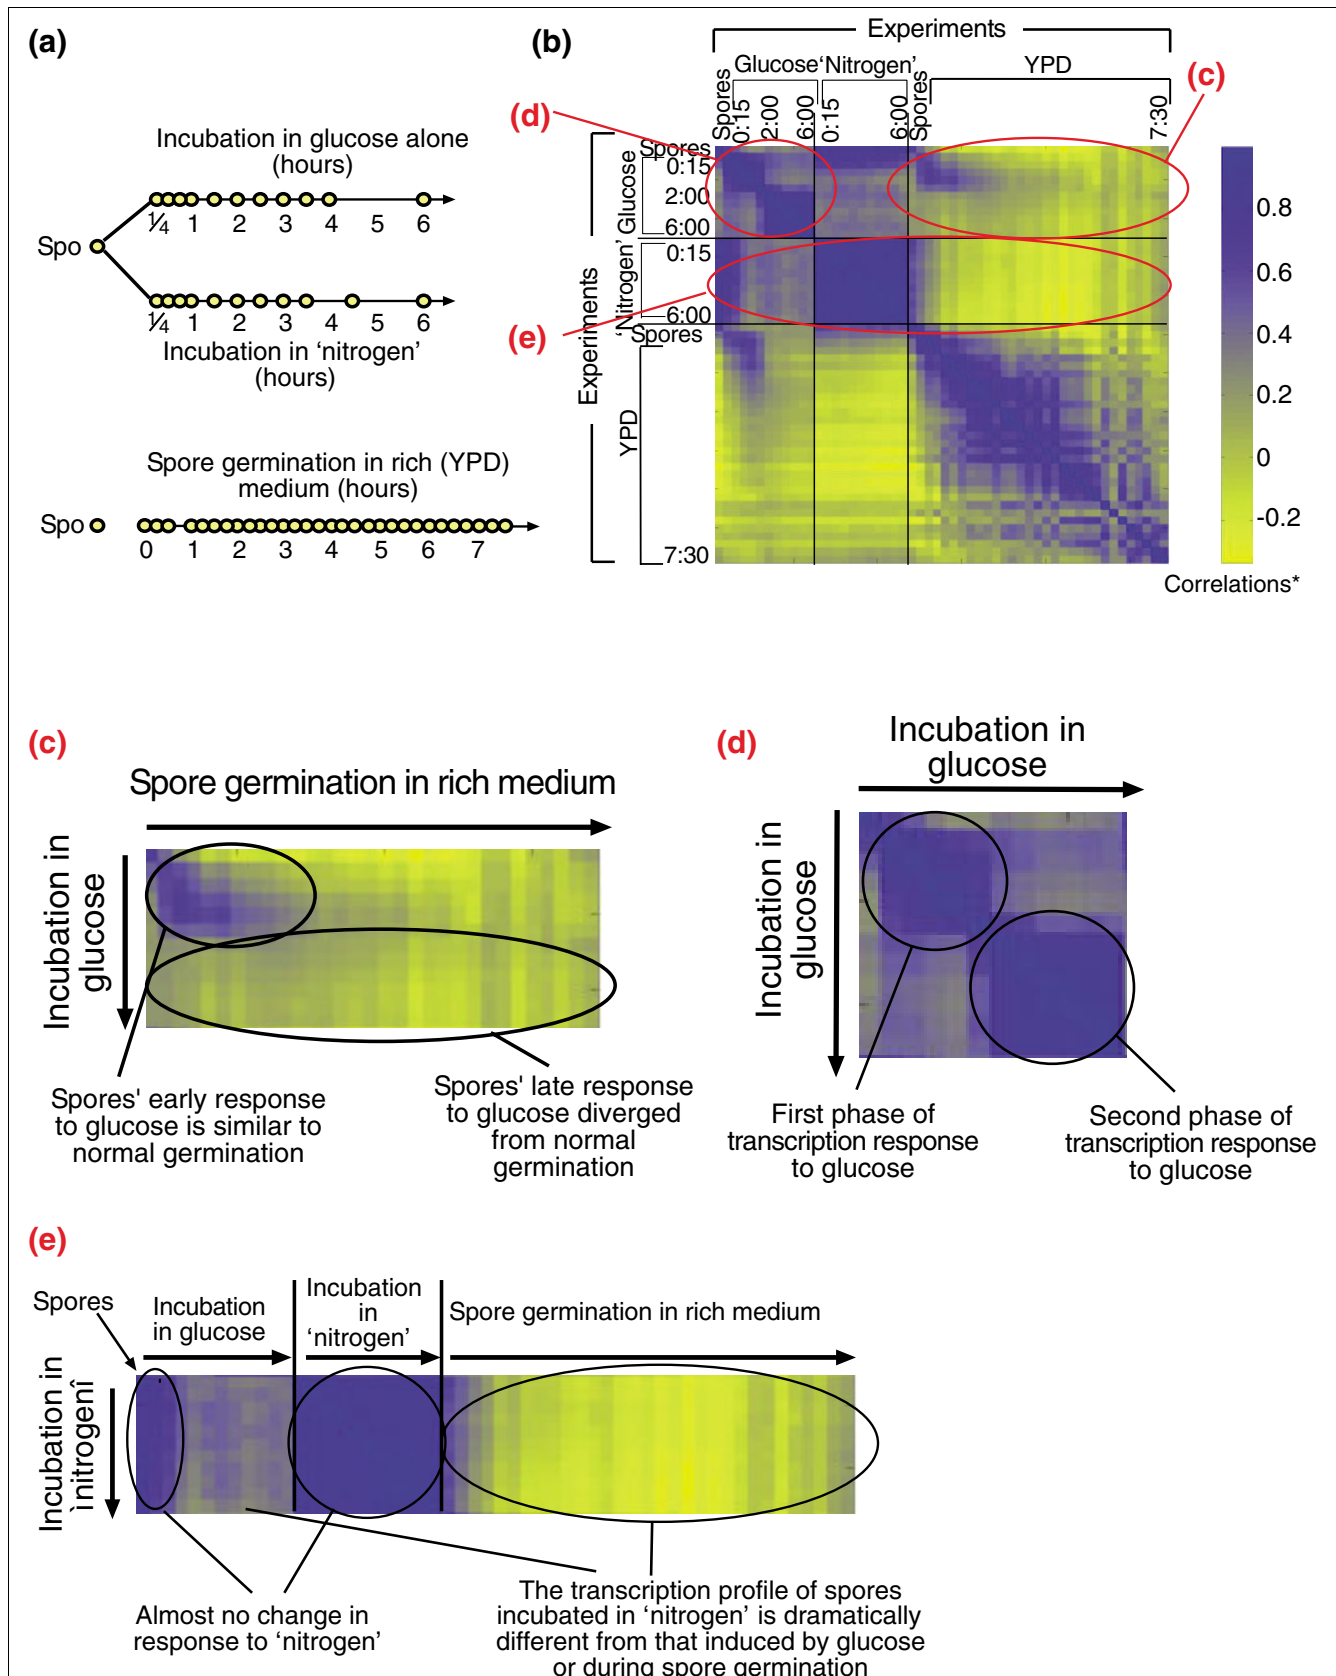 (a)
Incubation in glucose alone
(hours)
¼ 1 2 3 4 5 6
Spo
¼ 1 2 3 4 5 6
Incubation in ‘nitrogen’
(hours)
Spore germination in rich (YPD)
medium (hours)
Spo
0 1 2 3 4 5 6 7
(b)
Experiments
Glucose ‘Nitrogen’ YPD
Spores 0:15 2:00 6:00 0:15 6:00 Spores 7:30
(c)
(d)
(e)
Experiments
Glucose
‘Nitrogen’
YPD
Spores
0:15
2:00
6:00
0:15
6:00
Spores
7:30
0.8
0.6
0.4
0.2
0
-0.2
Correlations*
(c)
Spore germination in rich medium
Incubation in
glucose
Spores' early response
to glucose is similar to
normal germination
Spores' late response
to glucose diverged
from normal
germination
(d)
Incubation in
glucose
Incubation in
glucose
First phase of
transcription response
to glucose
Second phase of
transcription response
to glucose
(e)
Spores
Incubation
in glucose
Incubation
in
‘nitrogen’
Spore germination in rich medium
Incubation in
ìnitrogenî
Almost no change in
response to ‘nitrogen’
The transcription profile of spores
incubated in ‘nitrogen’ is dramatically
different from that induced by glucose
or during spore germination